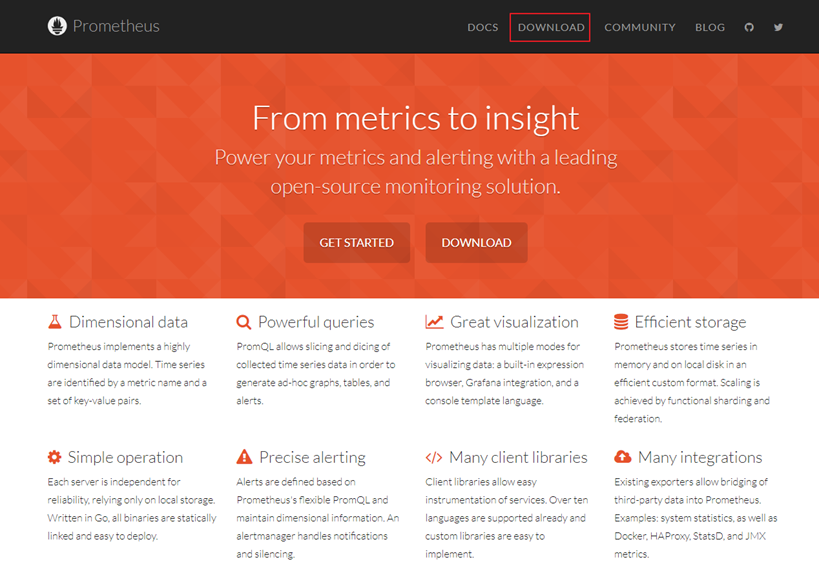 Prometheus
DOCS DOWNLOAD COMMUNITY BLOG
From metrics to insight
Power your metrics and alerting with a leading
open-source monitoring solution.
GET STARTED DOWNLOAD
Dimensional data
Prometheus implements a highly
dimensional data model. Time series
are identified by a metric name and a
set of key-value pairs.
Powerful queries
PromQL allows slicing and dicing of
collected time series data in order to
generate ad-hoc graphs, tables, and
alerts.
Great visualization
Prometheus has multiple modes for
visualizing data: a built-in expression
browser, Grafana integration, and a
console template language.
Efficient storage
Prometheus stores time series in
memory and on local disk in an
efficient custom format. Scaling is
achieved by functional sharding and
federation.
Simple operation
Each server is independent for
reliability, relying only on local storage.
Written in Go, all binaries are statically
linked and easy to deploy.
Precise alerting
Alerts are defined based on
Prometheus's flexible PromQL and
maintain dimensional information. An
alertmanager handles notifications
and silencing.
Many client libraries
Client libraries allow easy
instrumentation of services. Over ten
languages are supported already and
custom libraries are easy to
implement.
Many integrations
Existing exporters allow bridging of
third-party data into Prometheus.
Examples: system statistics, as well as
Docker, HAProxy, StatsD, and JMX
metrics.